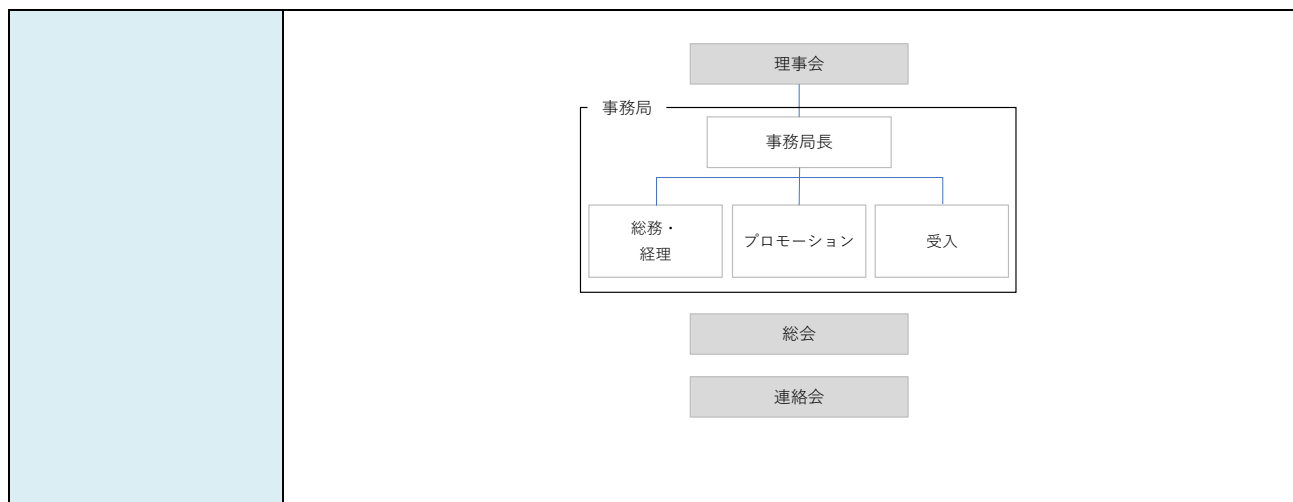 理事会
事務局
事務局長
総務・
経理
プロモーション
受入
総会
連絡会